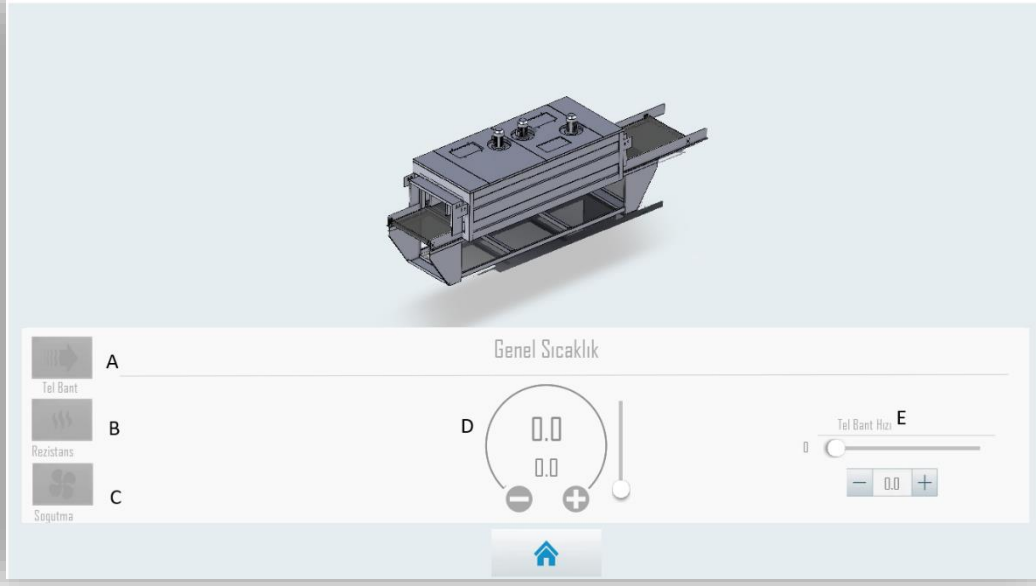 Genel Sıcaklık
A
Tel Bant
B
Rezistans
C
Sogutma
D
0.0
0.0
Tel Bant Hızı E
0
0.0